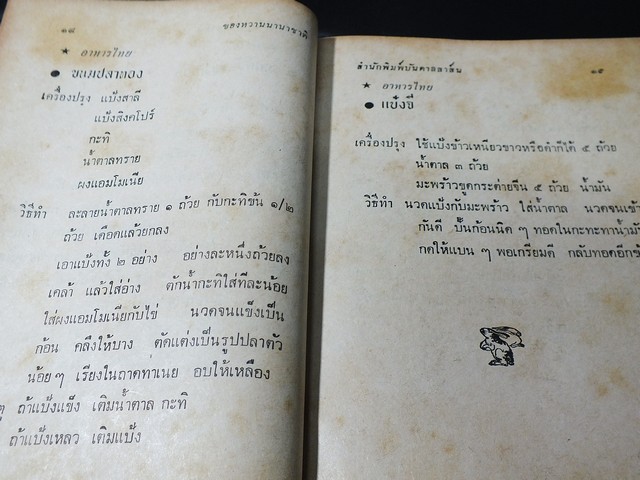 ๑๔
ของหวานนานาชาติ
★ อาหารไทย
● ขนมปลาทอง
เครื่องปรุง แป้งสาลี
แป้งสิงคโปร์
กะทิ
น้ำตาลทราย
ผงแอมโมเนีย
วิธีทำ ละลายน้ำตาลทราย ๑ ถ้วย กับกะทิข้น ๑/๒
ถ้วย เดือดแล้วยกลง
เอาแป้งทั้ง ๒ อย่าง อย่างละหนึ่งถ้วยลง
เคล้า แล้วใส่อ่าง ตักน้ำกะทิใส่ทีละน้อย
ใส่ผงแอมโมเนียกับไข่ นวดจนแข็งเป็น
ก้อน คลึงให้บาง ตัดแต่งเป็นรูปปลาตัว
น้อย ๆ เรียงในถาดทาเนย อบให้เหลือง
ถ้าแป้งแข็ง เติมน้ำตาล กะทิ
ถ้าแป้งเหลว เติมแป้ง
สำนักพิมพ์บันดาลสาส์น
๑๕
★ อาหารไทย
● แป้งจี่
เครื่องปรุง ใช้แป้งข้าวเหนียวขาวหรือดำก็ได้ ๕ ถ้วย
น้ำตาล ๓ ถ้วย
มะพร้าวขูดกระต่ายจีน ๕ ถ้วย น้ำมัน
วิธีทำ นวดแป้งกับมะพร้าว ใส่น้ำตาล นวดจนเข้า
กันดี ปั้นก้อนนิด ๆ ทอดในกะทะทาน้ำมัน
กดให้แบน ๆ พอเกรียมดี กลับทอดอีกข้